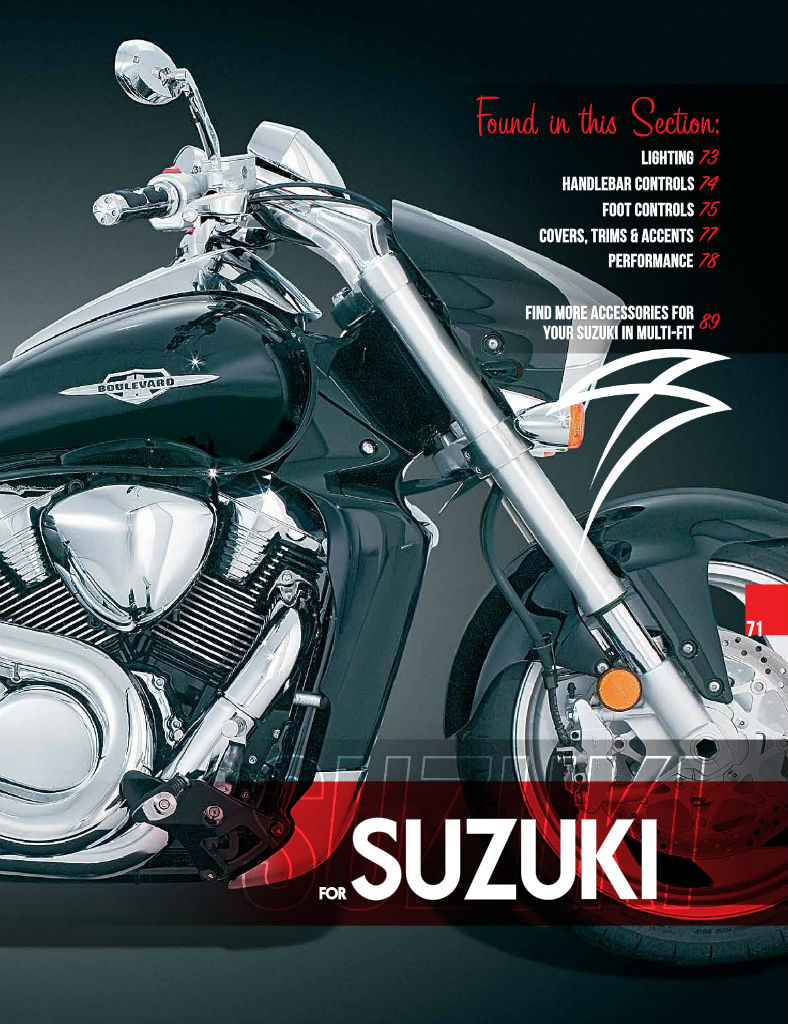 Found in this Section:
LIGHTING 73
HANDLEBAR CONTROLS 74
FOOT CONTROLS 75
COVERS, TRIMS & ACCENTS 77
PERFORMANCE 78
FIND MORE ACCESSORIES FOR
YOUR SUZUKI IN MULTI-FIT 89
BOULEVARD
71
SUZUKI
FOR SUZUKI